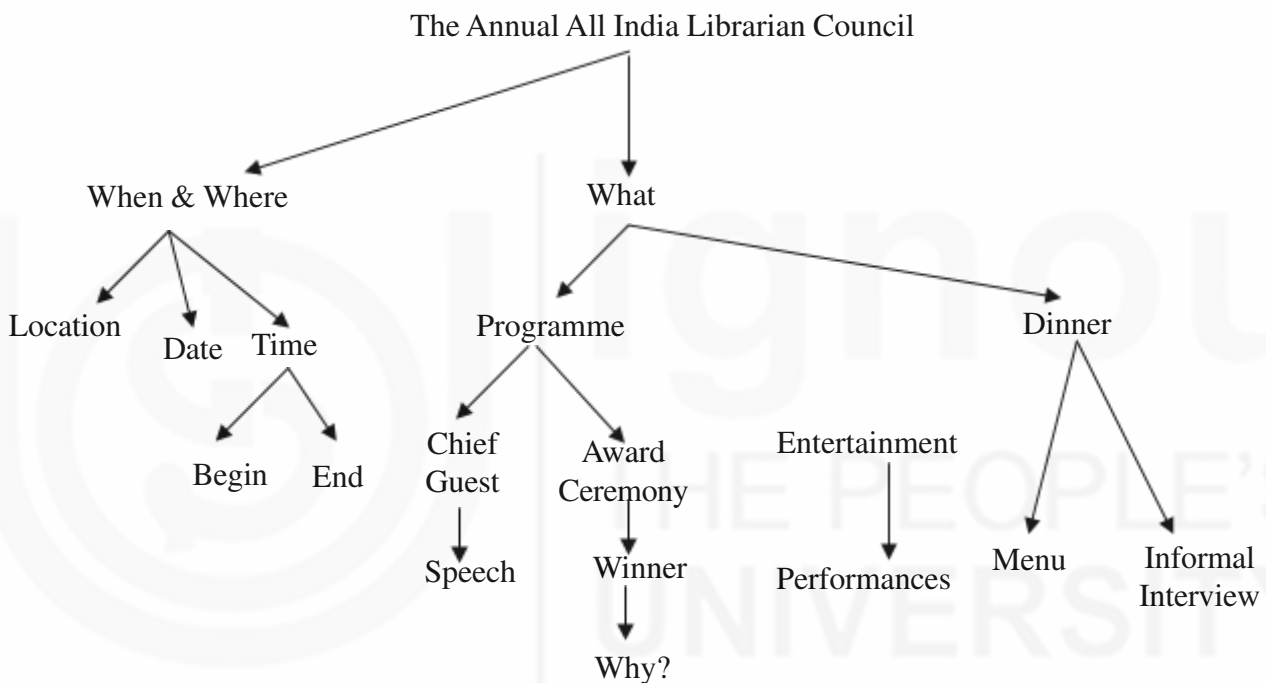 The Annual All India Librarian Council
When & Where
What
Location
Date
Time
Programme
Dinner
Begin
End
Chief
Guest
Award
Ceremony
Entertainment
Speech
Winner
Performances
Menu
Informal
Interview
Why?
ignou
THE PEOPLE'S
UNIVERSITY